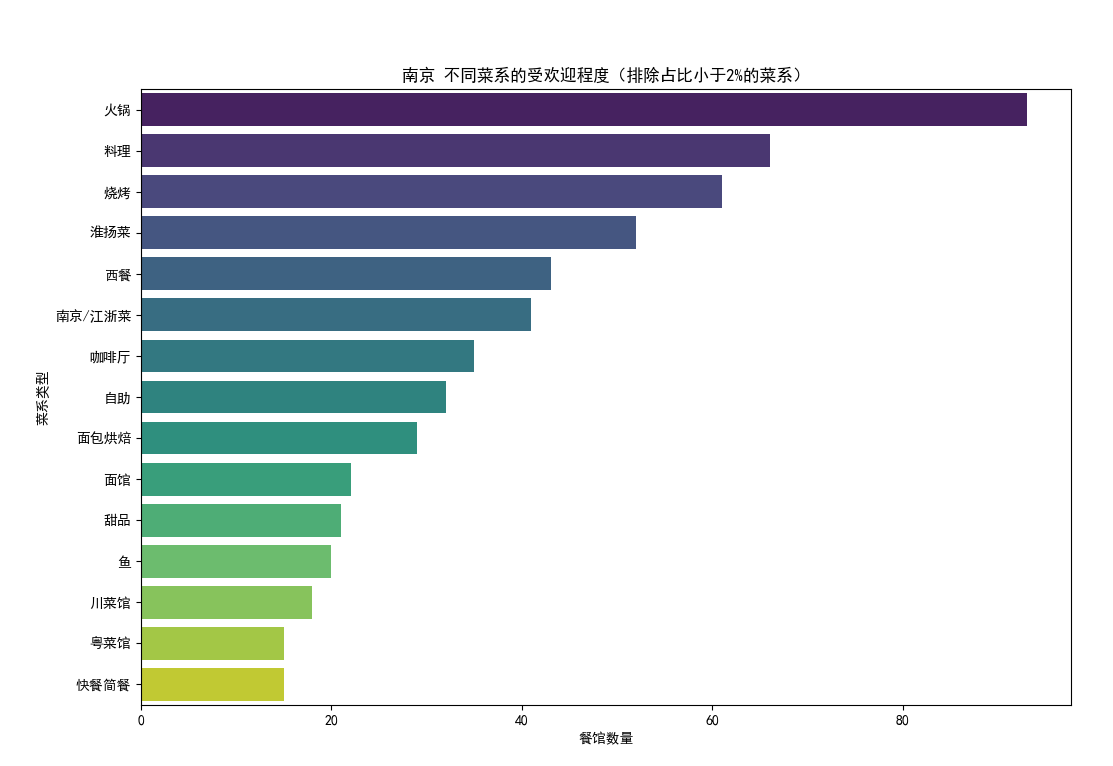 南京 不同菜系的受欢迎程度（排除占比小于2%的菜系）
菜系类型
火锅
料理
烧烤
淮扬菜
西餐
南京/江浙菜
咖啡厅
自助
面包烘焙
面馆
甜品
鱼
川菜馆
粤菜馆
快餐简餐
0 20 40 60 80
餐馆数量